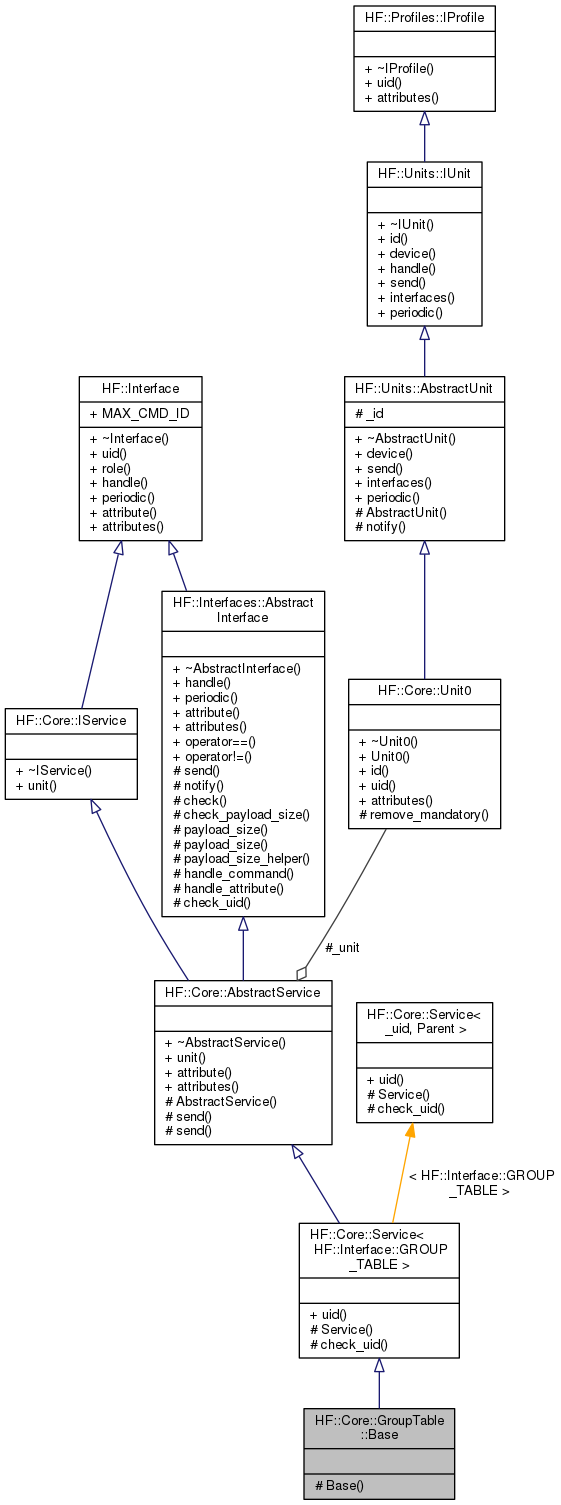 HF::Profiles::IProfile
+ ~IProfile()
+ uid()
+ attributes()
HF::Units::IUnit
+ ~IUnit()
+ id()
+ device()
+ handle()
+ send()
+ interfaces()
+ periodic()
HF::Interface
+ MAX_CMD_ID
+ ~Interface()
+ uid()
+ role()
+ handle()
+ periodic()
+ attribute()
+ attributes()
HF::Units::AbstractUnit
# _id
+ ~AbstractUnit()
+ device()
+ send()
+ interfaces()
+ periodic()
# AbstractUnit()
# notify()
HF::Interfaces::Abstract
Interface
+ ~AbstractInterface()
+ handle()
+ periodic()
+ attribute()
+ attributes()
+ operator==()
+ operator!=()
# send()
# notify()
# check()
# check_payload_size()
# payload_size()
# payload_size()
# payload_size_helper()
# handle_command()
# handle_attribute()
# check_uid()
HF::Core::IService
+ ~IService()
+ unit()
HF::Core::Unit0
+ ~Unit0()
+ Unit0()
+ id()
+ uid()
+ attributes()
# remove_mandatory()
#_unit
HF::Core::AbstractService
+ ~AbstractService()
+ unit()
+ attribute()
+ attributes()
# AbstractService()
# send()
# send()
HF::Core::Service<
_uid, Parent >
+ uid()
# Service()
# check_uid()
< HF::Interface::GROUP
_TABLE >
HF::Core::Service<
HF::Interface::GROUP
_TABLE >
+ uid()
# Service()
# check_uid()
HF::Core::GroupTable
::Base
# Base()